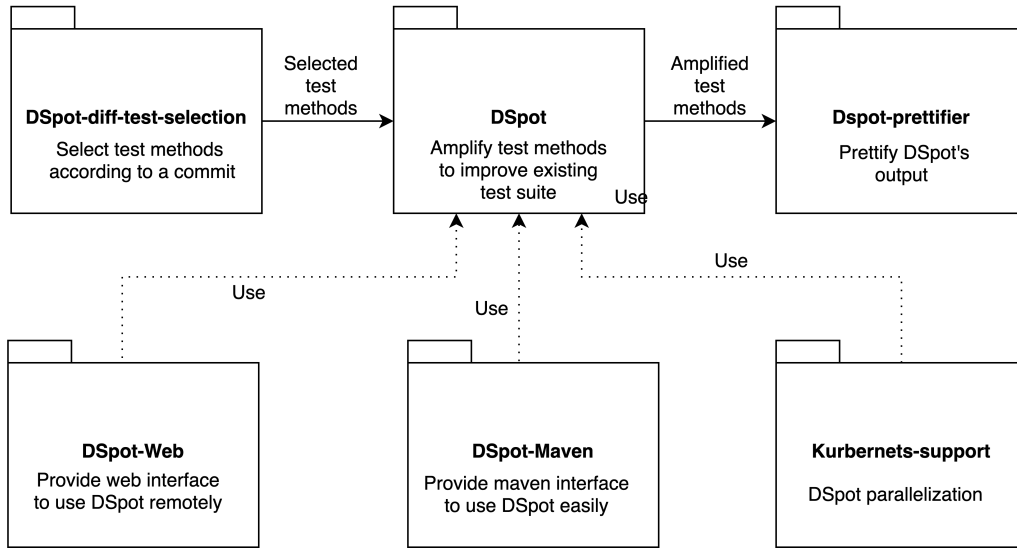 DSpot-diff-test-selection
Select test methods
according to a commit
Selected
test
methods
DSpot
Amplify test methods
to improve existing
test suite
Use
Amplified
test
methods
Dspot-prettifier
Prettify DSpot's
output
Use
Use
Use
DSpot-Web
Provide web interface
to use DSpot remotely
DSpot-Maven
Provide maven interface
to use DSpot easily
Kurbernets-support
DSpot parallelization